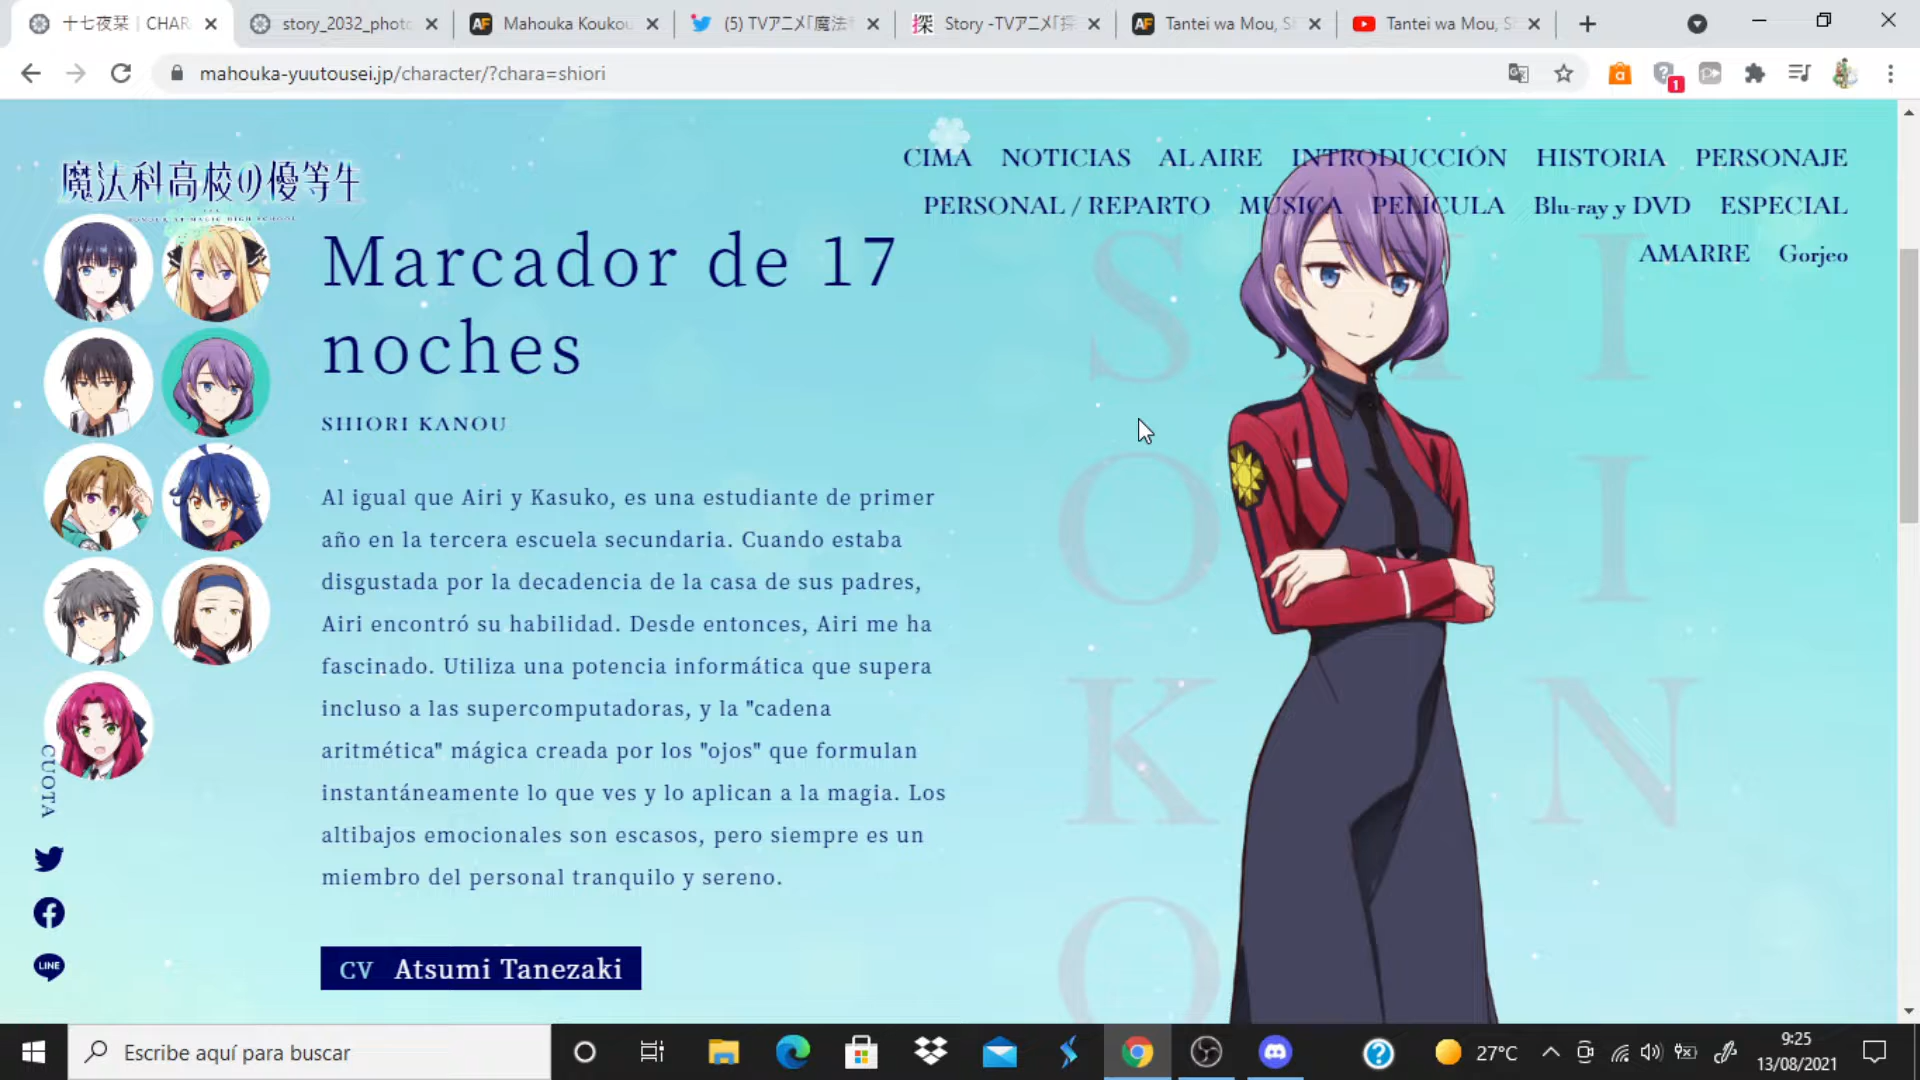 十七夜栞 | CHAR
story_2032_photo
Mahouka Koukou
(5) TVアニメ「魔法
Story -TVアニメ「探
Tantei wa Mou, S
Tantei wa Mou, S
mahouka-yuutousei.jp/character/?chara=shiori
1
魔法科高校の優等生
CIMA NOTICIAS AL AIRE INTRODUCCIÓN HISTORIA PERSONAJE
PERSONAL / REPARTO MÚSICA PELÍCULA Blu-ray y DVD ESPECIAL
AMARRE Gorjeo
Marcador de 17
noches
SHIORI KANOU
Al igual que Airi y Kasuko, es una estudiante de primer
año en la tercera escuela secundaria. Cuando estaba
disgustada por la decadencia de la casa de sus padres,
Airi encontró su habilidad. Desde entonces, Airi me ha
fascinado. Utiliza una potencia informática que supera
incluso a las supercomputadoras, y la "cadena
aritmética" mágica creada por los "ojos" que formulan
instantáneamente lo que ves y lo aplican a la magia. Los
altibajos emocionales son escasos, pero siempre es un
miembro del personal tranquilo y sereno.
CV Atsumi Tanezaki
CUOTA
LINE
Escribe aquí para buscar
27°C
9:25
13/08/2021